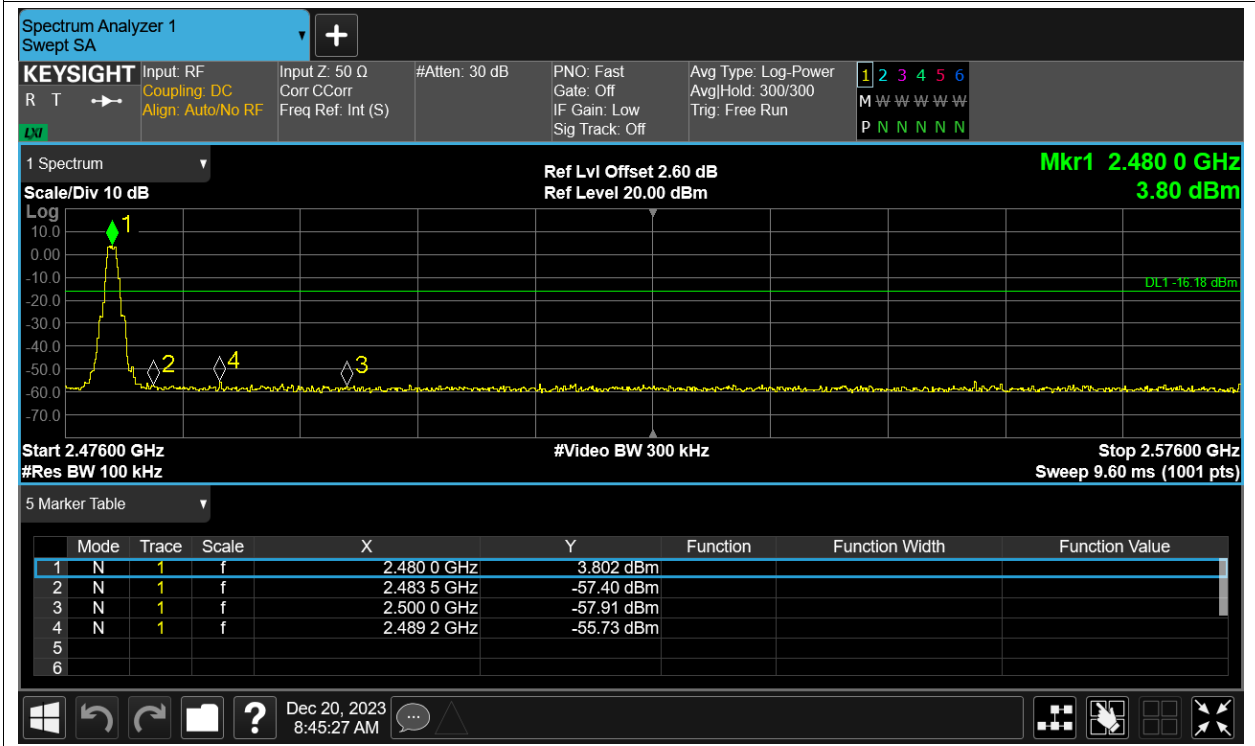 Spectrum Analyzer 1
Swept SA
+
KEYSIGHT Input: RF Input Z: 50 Ω #Atten: 30 dB PNO: Fast Avg Type: Log-Power 1 2 3 4 5 6
R T Coupling: DC Corr CCorr Gate: Off Avg|Hold: 300/300 M W W W W W
Align: Auto/No RF Freq Ref: Int (S) IF Gain: Low Trig: Free Run
LXI Sig Track: Off P N N N N N
1 Spectrum Ref Lvl Offset 2.60 dB Mkr1 2.480 0 GHz
Scale/Div 10 dB Ref Level 20.00 dBm 3.80 dBm
Log
1
10.0
0.00
-10.0
DL1 -16.18 dBm
-20.0
-30.0
-40.0
2 4 3
-50.0
-60.0
-70.0
Start 2.47600 GHz #Video BW 300 kHz Stop 2.57600 GHz
#Res BW 100 kHz Sweep 9.60 ms (1001 pts)
5 Marker Table
Mode Trace Scale X Y Function Function Width Function Value
1 N 1 f 2.480 0 GHz 3.802 dBm
2 N 1 f 2.483 5 GHz -57.40 dBm
3 N 1 f 2.500 0 GHz -57.91 dBm
4 N 1 f 2.489 2 GHz -55.73 dBm
5
6
? Dec 20, 2023
8:45:27 AM